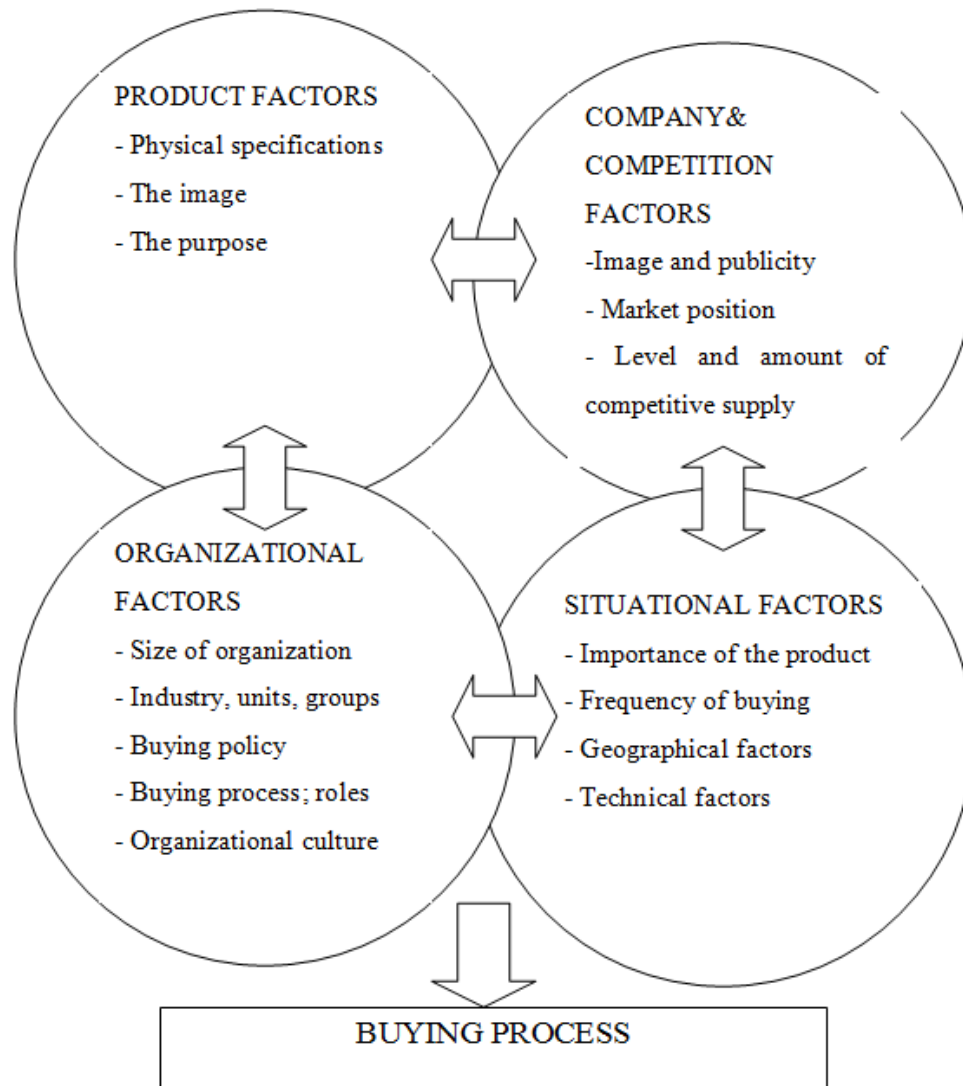 PRODUCT FACTORS
- Physical specifications
- The image
- The purpose
COMPANY&
COMPETITION
FACTORS
-Image and publicity
- Market position
- Level and amount of
competitive supply
ORGANIZATIONAL
FACTORS
- Size of organization
- Industry, units, groups
- Buying policy
- Buying process; roles
- Organizational culture
SITUATIONAL FACTORS
- Importance of the product
- Frequency of buying
- Geographical factors
- Technical factors
BUYING PROCESS